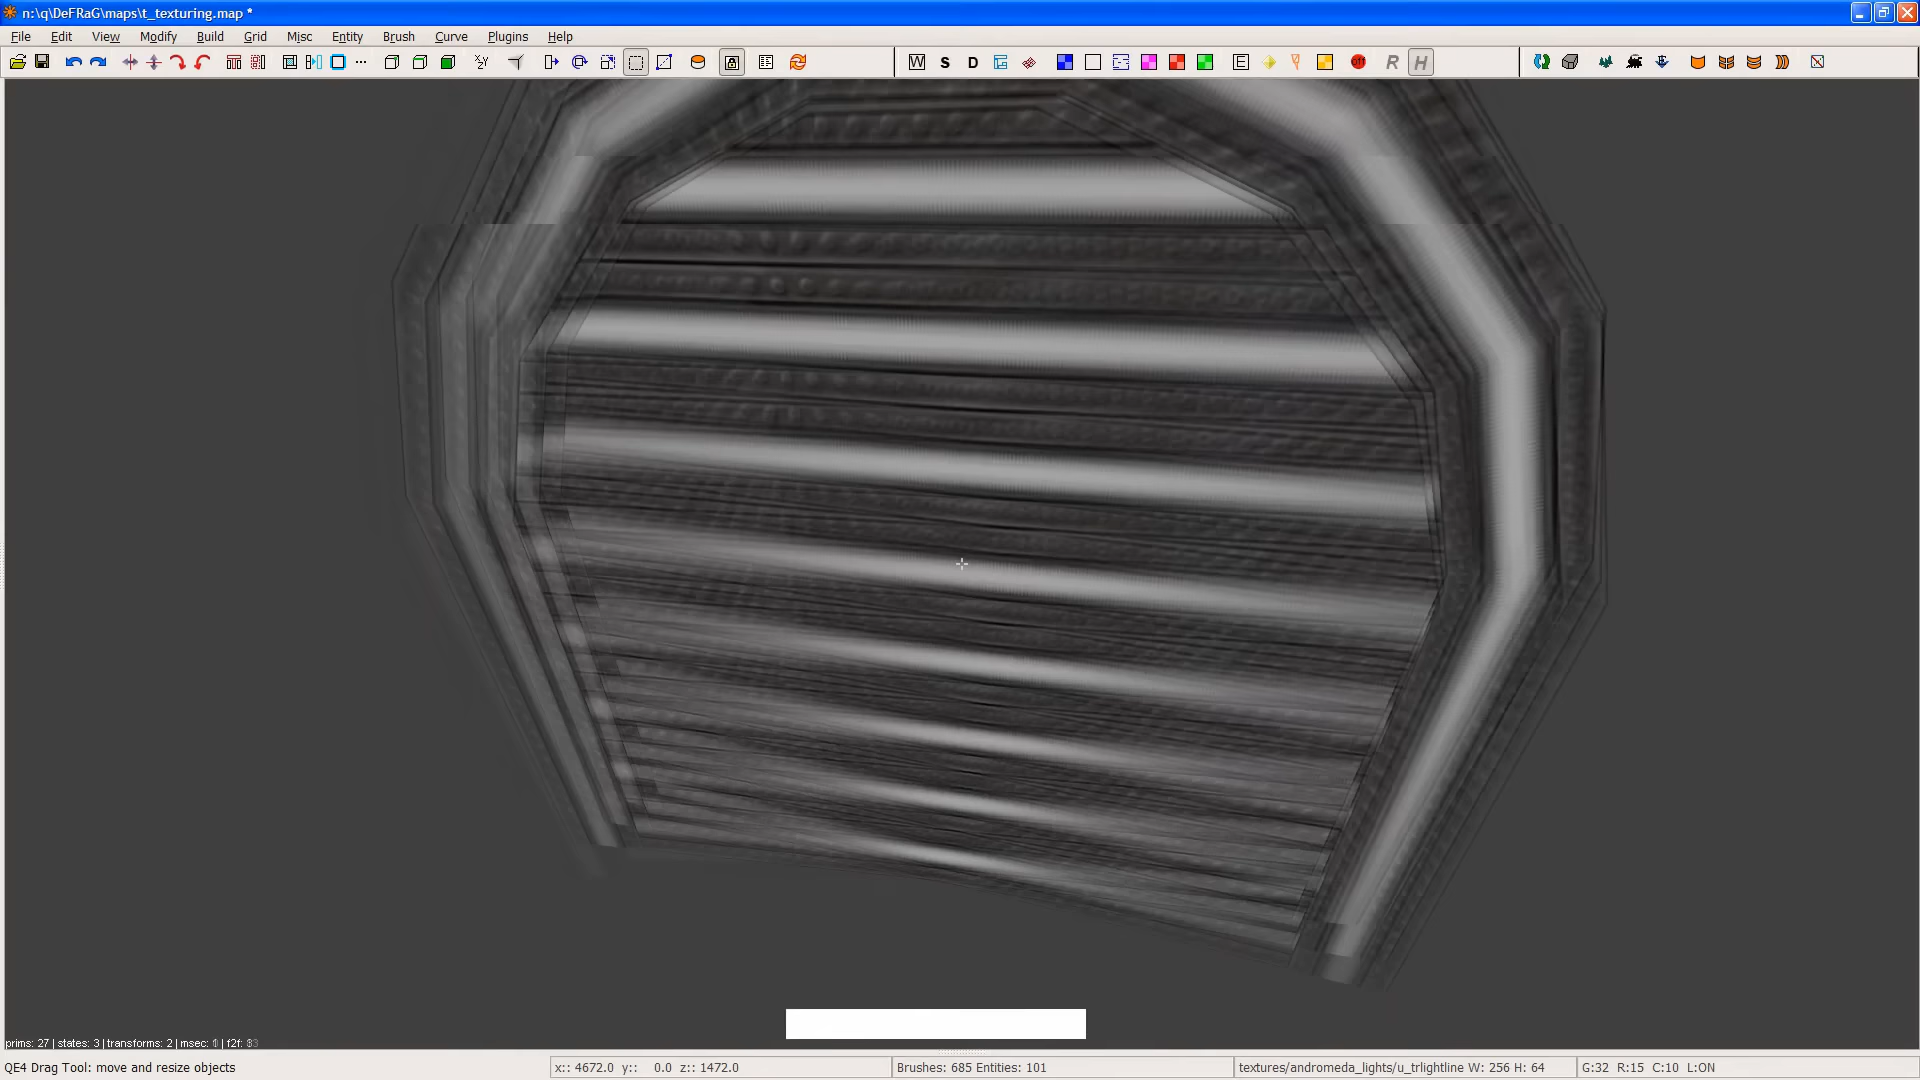 n:\q\DeFRaG\maps\t_texturing.map *
File Edit View Modify Build Grid Misc Entity Brush Curve Plugins Help
W S D E off R H
prims: 27 | states: 3 | transforms: 2 | msec: | f2f:
QE4 Drag Tool: move and resize objects x:: 4672.0 y:: 0.0 z:: 1472.0 Brushes: 685 Entities: 101 textures/andromeda_lights/u_trlightline W: 256 H: 64 G:32 R:15 C:10 L:ON